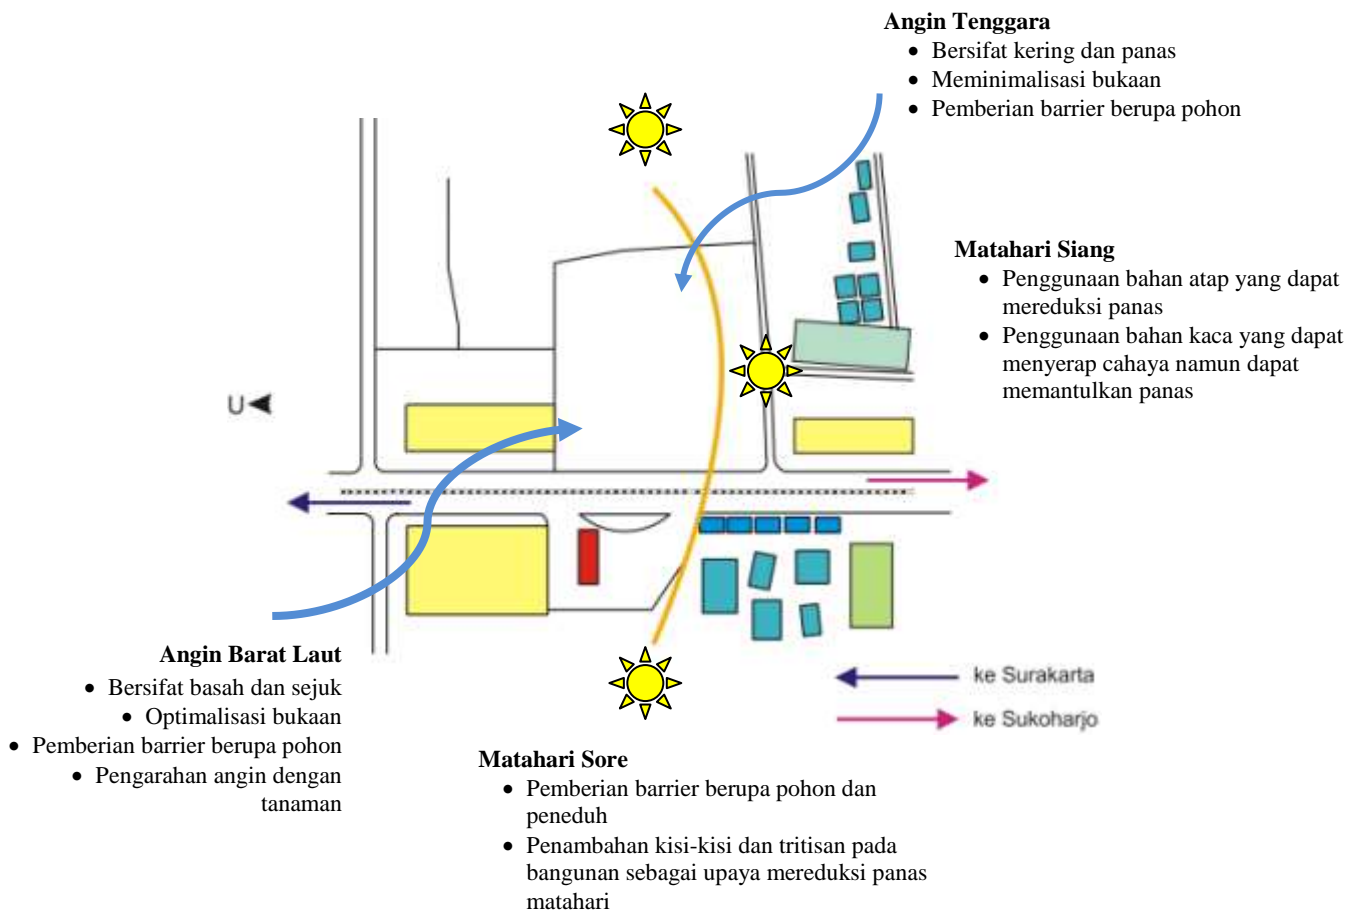 Angin Tenggara
• Bersifat kering dan panas
• Meminimalisasi bukaan
• Pemberian barrier berupa pohon
Matahari Siang
• Penggunaan bahan atap yang dapat
mereduksi panas
• Penggunaan bahan kaca yang dapat
menyerap cahaya namun dapat
memantulkan panas
U
Angin Barat Laut
• Bersifat basah dan sejuk
• Optimalisasi bukaan
• Pemberian barrier berupa pohon
• Pengarahan angin dengan
tanaman
ke Surakarta
ke Sukoharjo
Matahari Sore
• Pemberian barrier berupa pohon dan
peneduh
• Penambahan kisi-kisi dan tritisan pada
bangunan sebagai upaya mereduksi panas
matahari